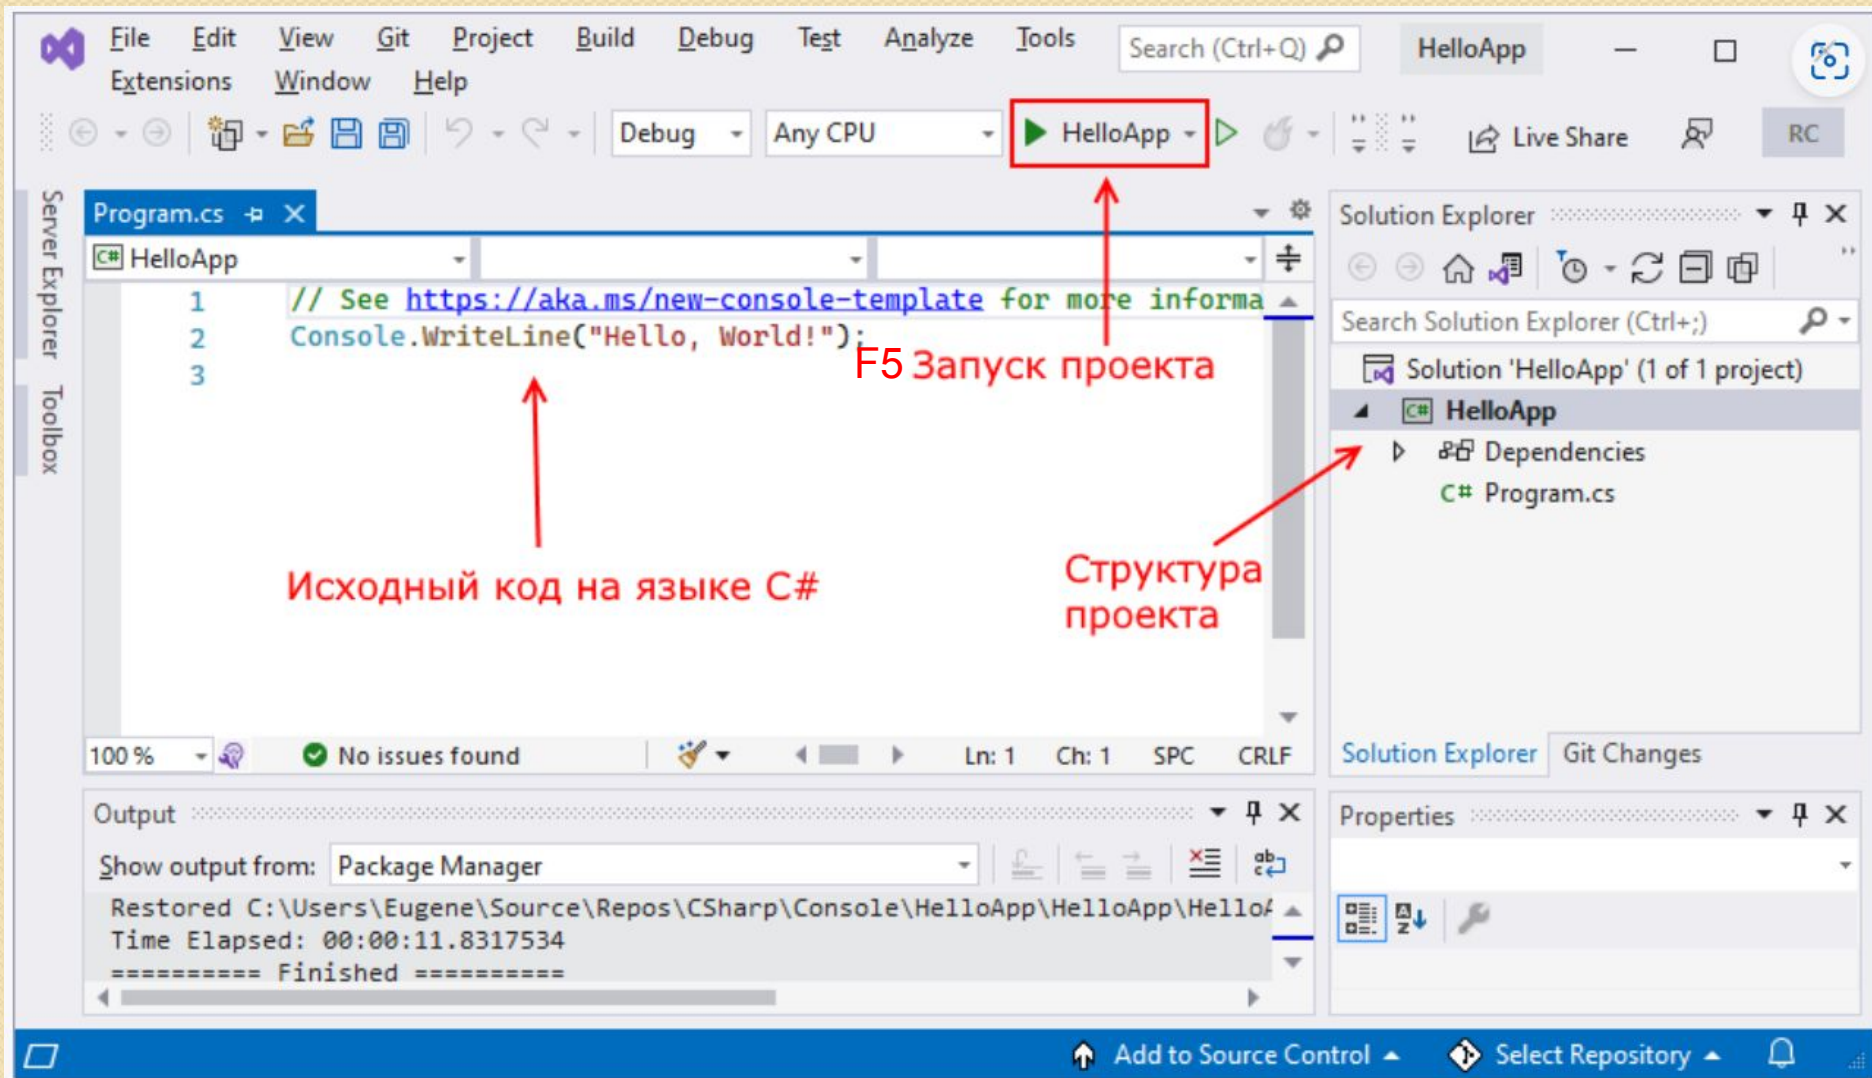 File Edit View Git Project Build Debug Test Analyze Tools Search (Ctrl+Q) HelloApp
Extensions Window Help
Debug Any CPU HelloApp Live Share RC
Server Explorer
Toolbox
Program.cs
C# HelloApp
1 // See https://aka.ms/new-console-template for more informa
2 Console.WriteLine("Hello, World!");
3
F5 Запуск проекта
Исходный код на языке C#
Структура
проекта
100 % No issues found Ln: 1 Ch: 1 SPC CRLF
Solution Explorer
Search Solution Explorer (Ctrl+;)
Solution 'HelloApp' (1 of 1 project)
C# HelloApp
Dependencies
C# Program.cs
Solution Explorer Git Changes
Output
Show output from: Package Manager
Restored C:\Users\Eugene\Source\Repos\CSharp\Console\HelloApp\HelloApp\HelloA
Time Elapsed: 00:00:11.8317534
========== Finished ==========
Properties
Add to Source Control Select Repository